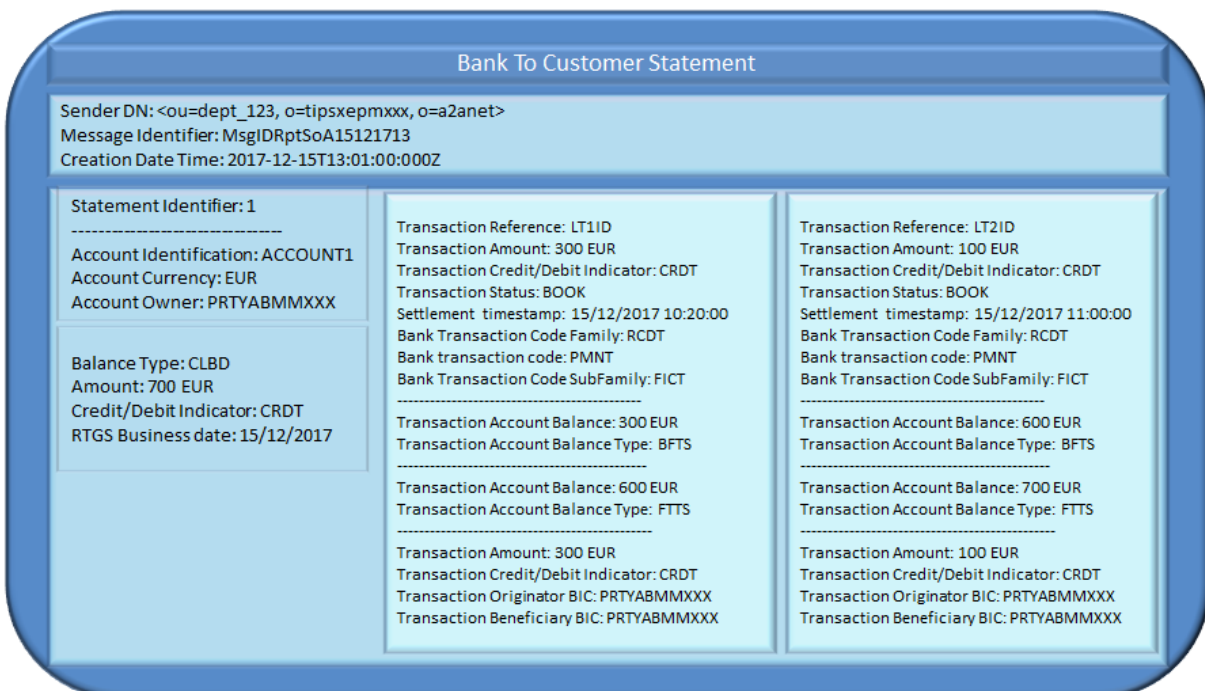 Bank To Customer Statement
Sender DN: <ou=dept_123, o=tipsxepmxxx, o=a2anet>
Message Identifier: MsgIDRptSoA15121713
Creation Date Time: 2017-12-15T13:01:00:000Z
Statement Identifier: 1
---------------------------------
Account Identification: ACCOUNT1
Account Currency: EUR
Account Owner: PRTYABMMXXX
Balance Type: CLBD
Amount: 700 EUR
Credit/Debit Indicator: CRDT
RTGS Business date: 15/12/2017
Transaction Reference: LT1ID
Transaction Amount: 300 EUR
Transaction Credit/Debit Indicator: CRDT
Transaction Status: BOOK
Settlement timestamp: 15/12/2017 10:20:00
Bank Transaction Code Family: RCDT
Bank transaction code: PMNT
Bank Transaction Code SubFamily: FICT
---------------------------------------------
Transaction Account Balance: 300 EUR
Transaction Account Balance Type: BFTS
----------------------------------------------
Transaction Account Balance: 600 EUR
Transaction Account Balance Type: FTTS
-----------------------------------------------
Transaction Amount: 300 EUR
Transaction Credit/Debit Indicator: CRDT
Transaction Originator BIC: PRTYABMMXXX
Transaction Beneficiary BIC: PRTYABMMXXX
Transaction Reference: LT2ID
Transaction Amount: 100 EUR
Transaction Credit/Debit Indicator: CRDT
Transaction Status: BOOK
Settlement timestamp: 15/12/2017 11:00:00
Bank Transaction Code Family: RCDT
Bank transaction code: PMNT
Bank Transaction Code SubFamily: FICT
---------------------------------------------
Transaction Account Balance: 600 EUR
Transaction Account Balance Type: BFTS
----------------------------------------------
Transaction Account Balance: 700 EUR
Transaction Account Balance Type: FTTS
-----------------------------------------------
Transaction Amount: 100 EUR
Transaction Credit/Debit Indicator: CRDT
Transaction Originator BIC: PRTYABMMXXX
Transaction Beneficiary BIC: PRTYABMMXXX